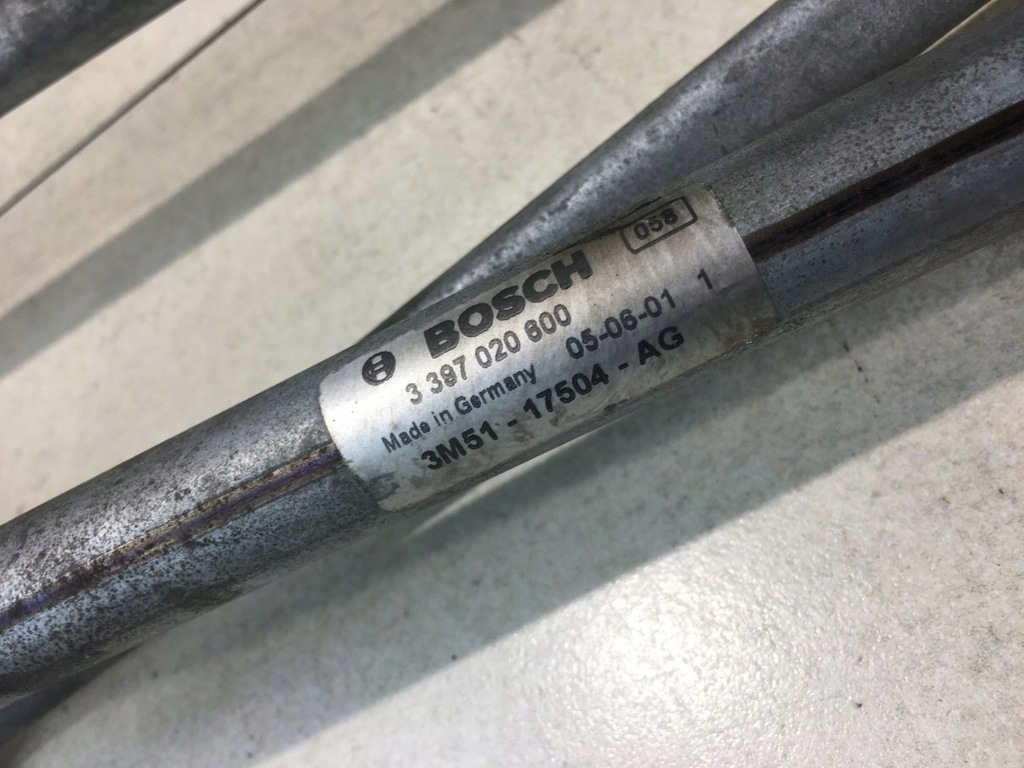 BOSCH 058
3 397 020 600
Made in Germany 05-06-01 1
3M51 - 17504 - AG